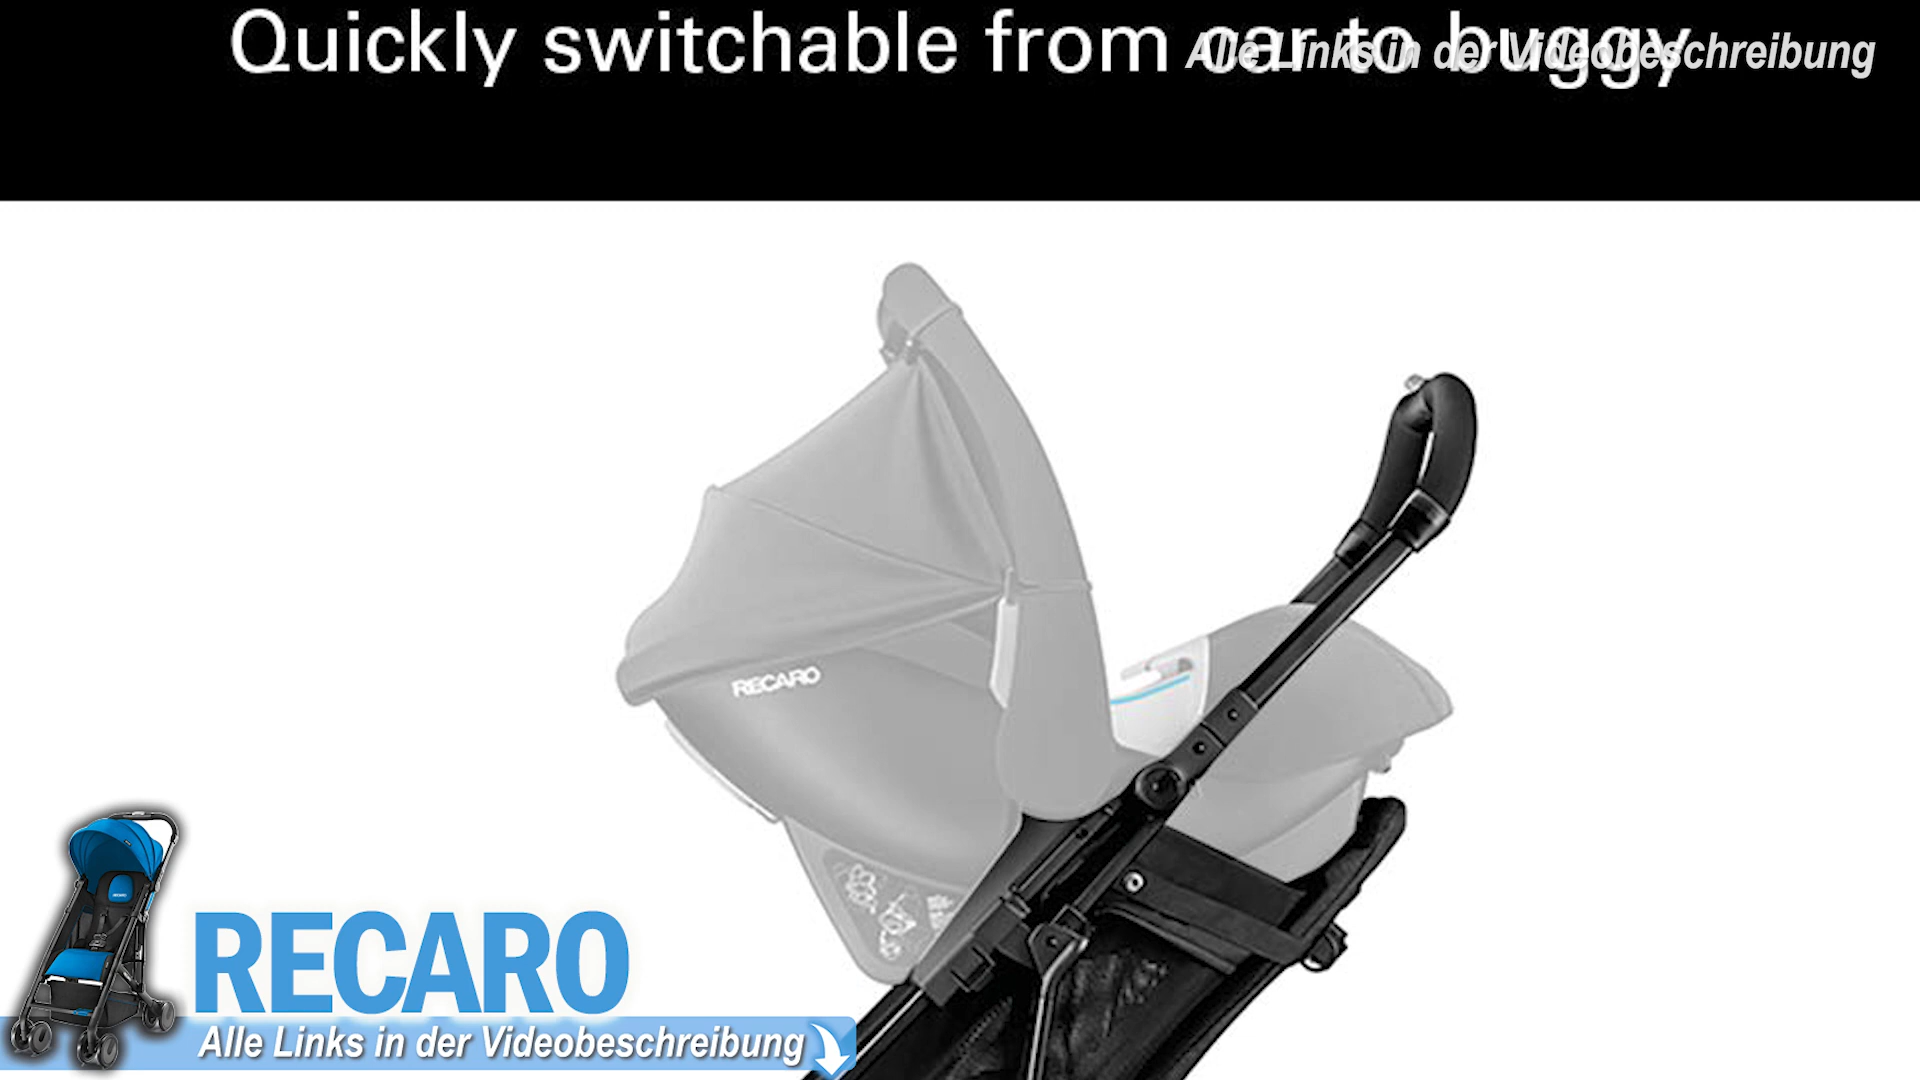 Quickly switchable from car to buggy
Alle Links in der Videobeschreibung
RECARO
RECARO
Alle Links in der Videobeschreibung